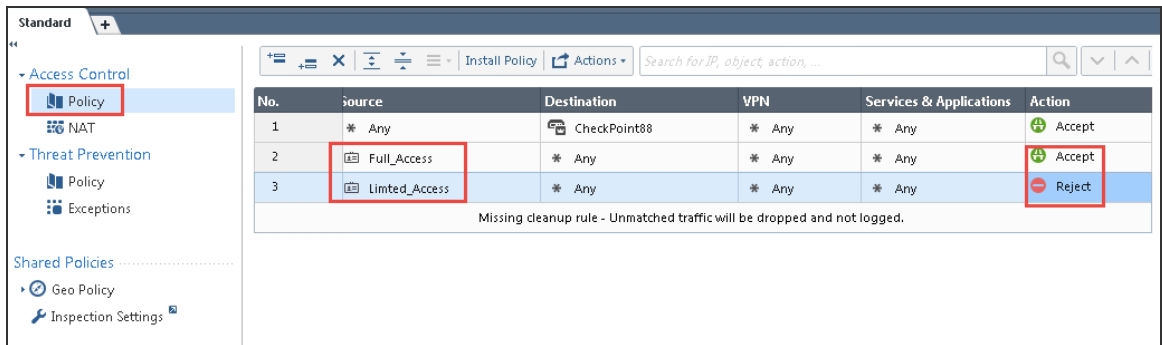 Standard +
Access Control
Policy
NAT
Threat Prevention
Policy
Exceptions
Shared Policies
Geo Policy
Inspection Settings
Install Policy Actions Search for IP, object, action, ...
No. Source Destination VPN Services & Applications Action
1 * Any CheckPoint88 * Any * Any Accept
2 Full_Access * Any * Any * Any Accept
3 Limted_Access * Any * Any * Any Reject
Missing cleanup rule - Unmatched traffic will be dropped and not logged.